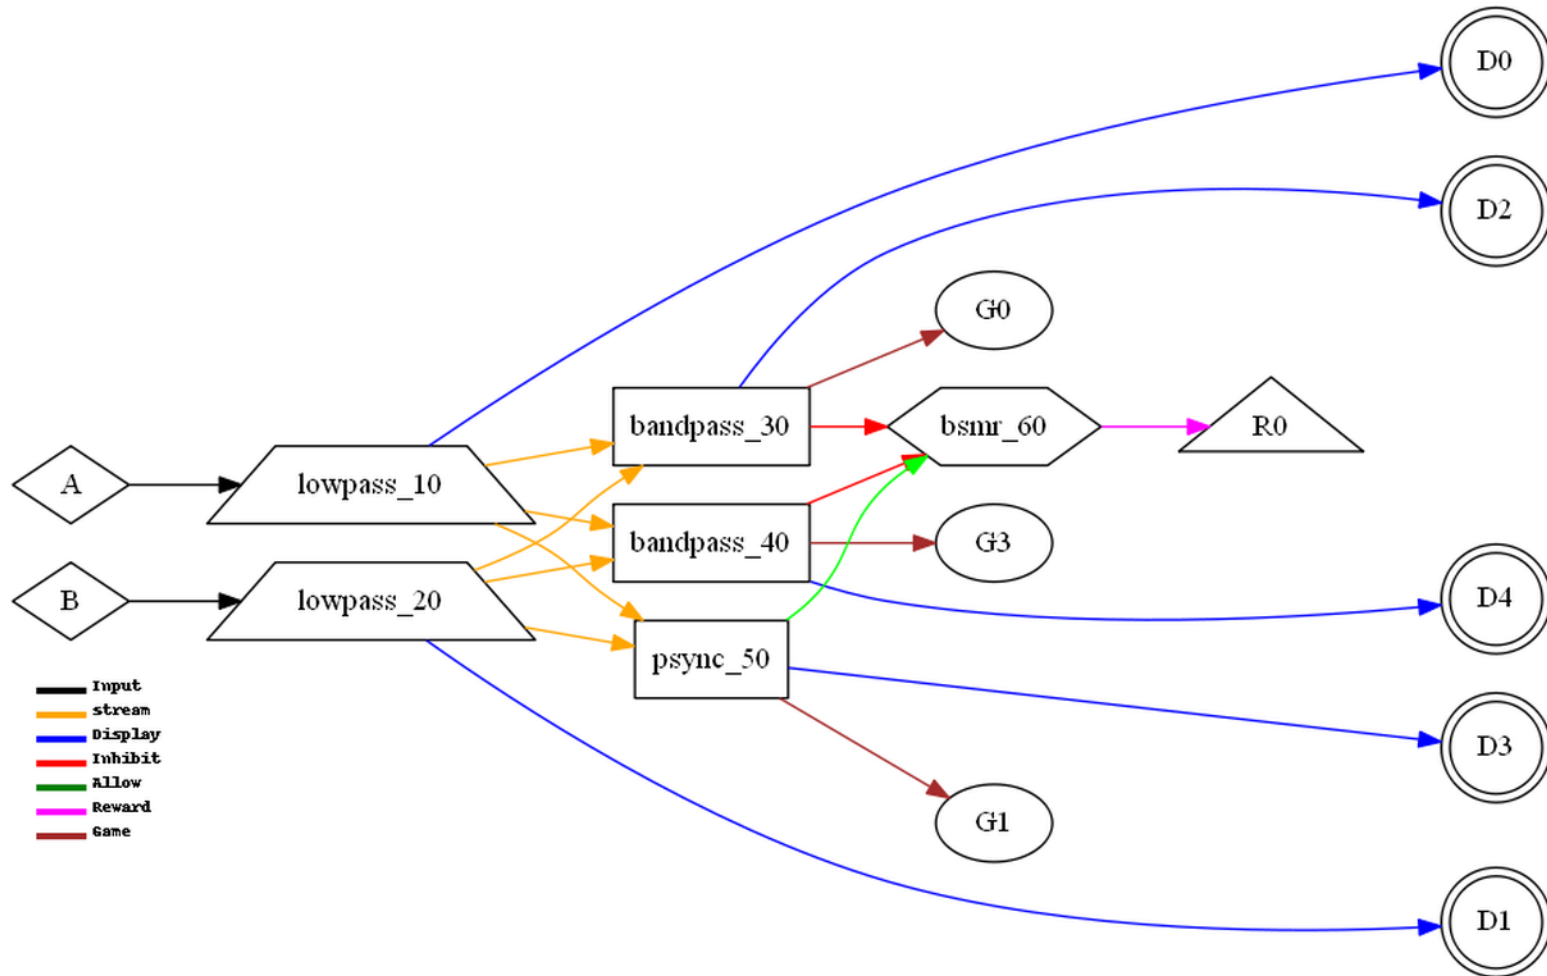 D0
D2
G0
bandpass_30
bsmr_60
R0
A
lowpass_10
bandpass_40
G3
B
lowpass_20
D4
psync_50
D3
Input
stream
Display
Inhibit
Allow
Reward
Game
G1
D1